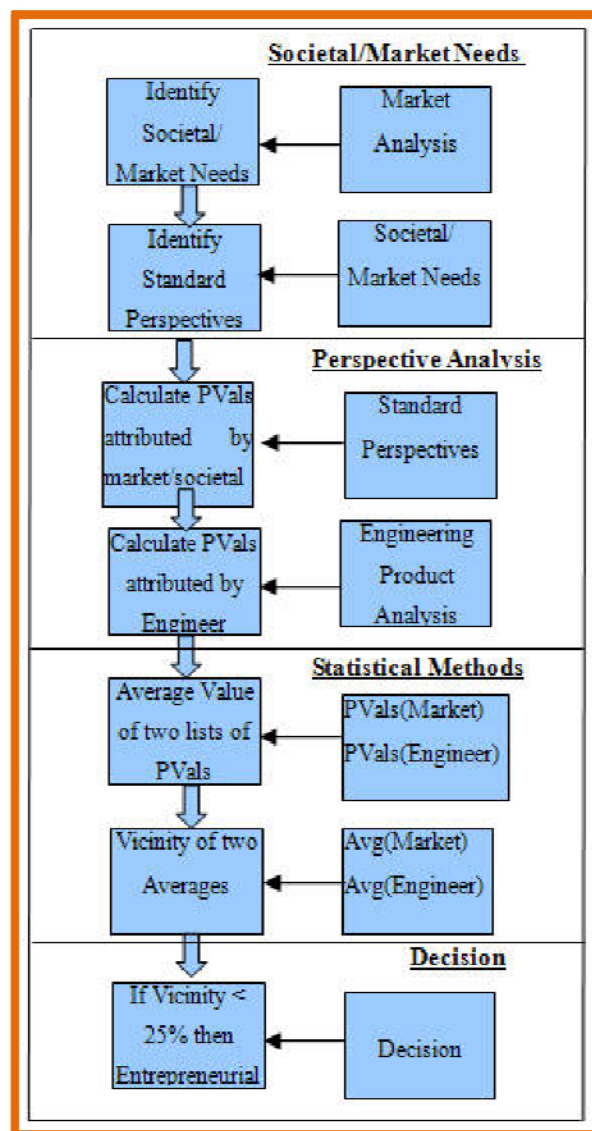 Societal/Market Needs
Identify
Societal/
Market Needs
Market
Analysis
Identify
Standard
Perspectives
Societal/
Market Needs
Perspective Analysis
Calculate PVals
attributed by
market/societal
Standard
Perspectives
Calculate PVals
attributed by
Engineer
Engineering
Product
Analysis
Statistical Methods
Average Value
of two lists of
PVals
PVals(Market)
PVals(Engineer)
Vicinity of two
Averages
Avg(Market)
Avg(Engineer)
Decision
If Vicinity <
25% then
Entrepreneurial
Decision